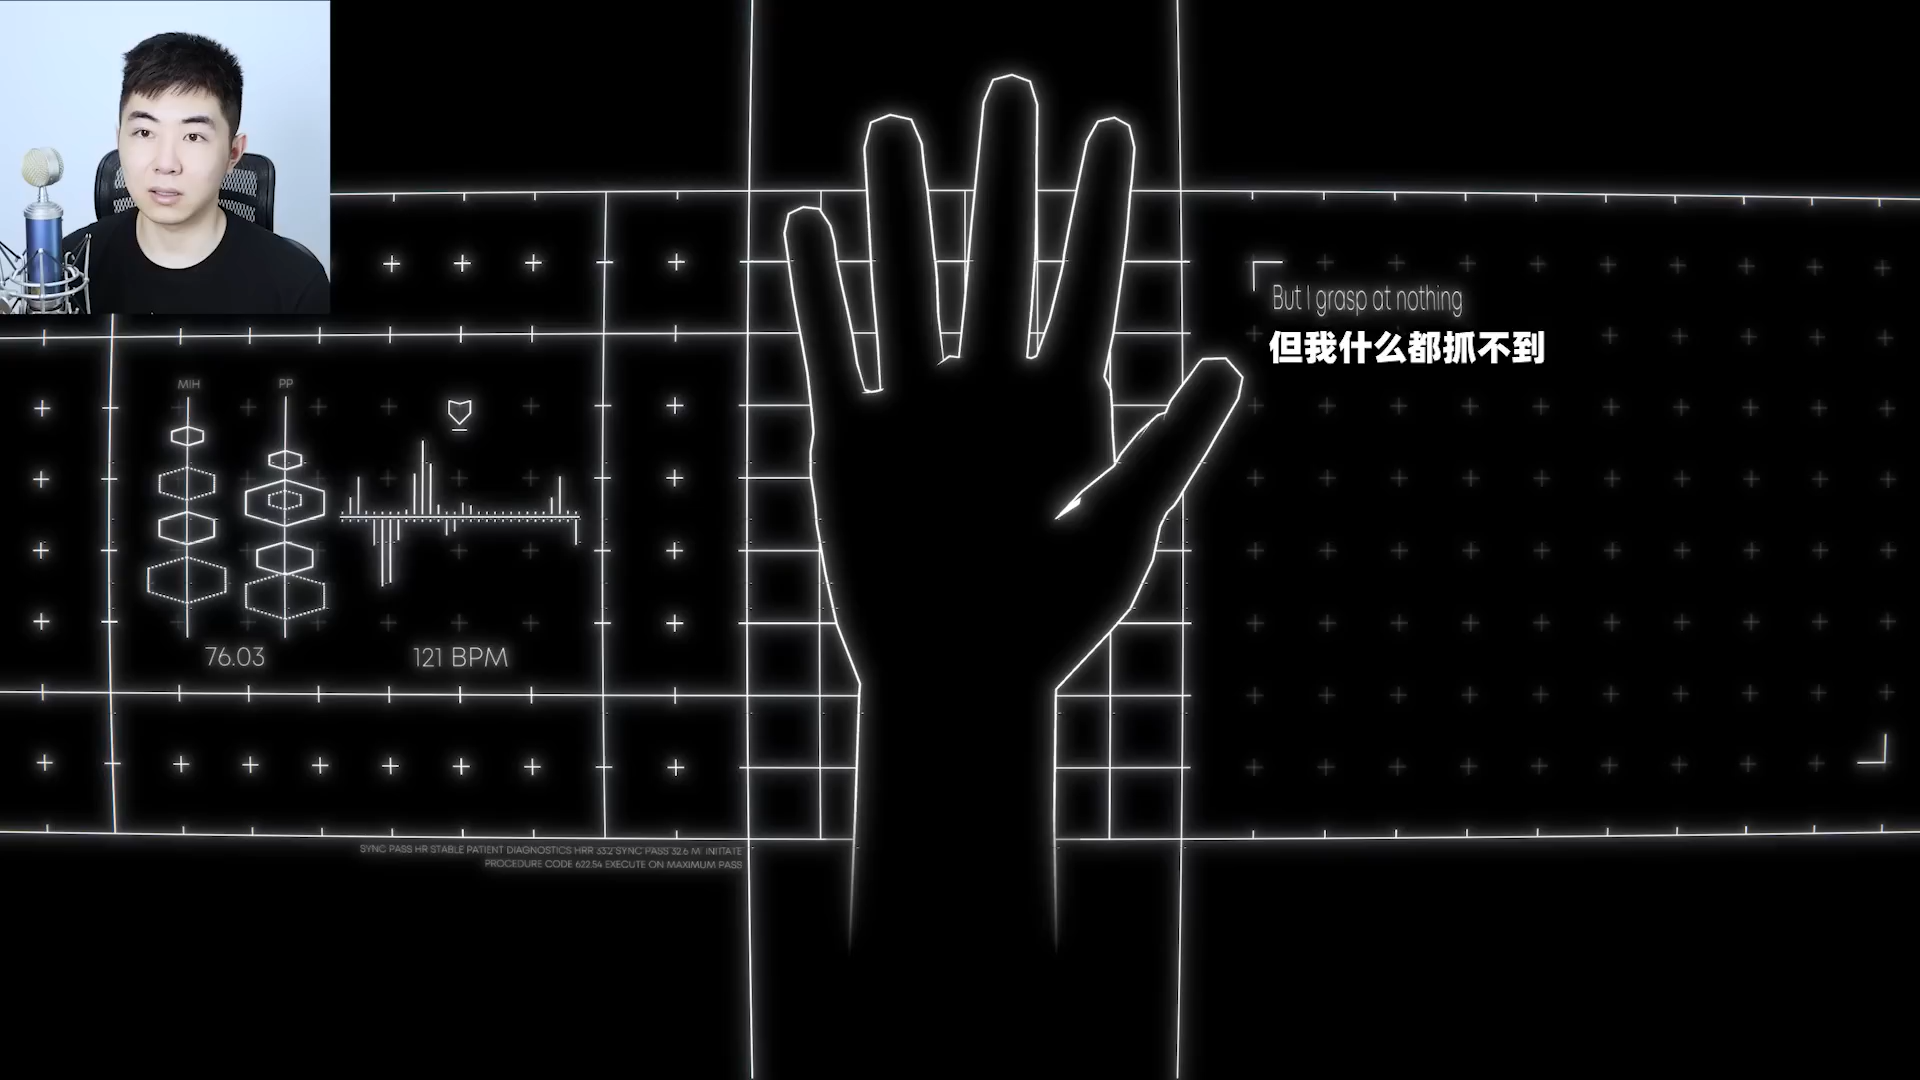 But I grasp at nothing
但我什么都抓不到
MIH PP
76.03 121 BPM
SYNC PASS HR STABLE PATIENT DIAGNOSTICS HRR 33.2 SYNC PASS 32.6 M INITIATE
PROCEDURE CODE 622.54 EXECUTE ON MAXIMUM PASS